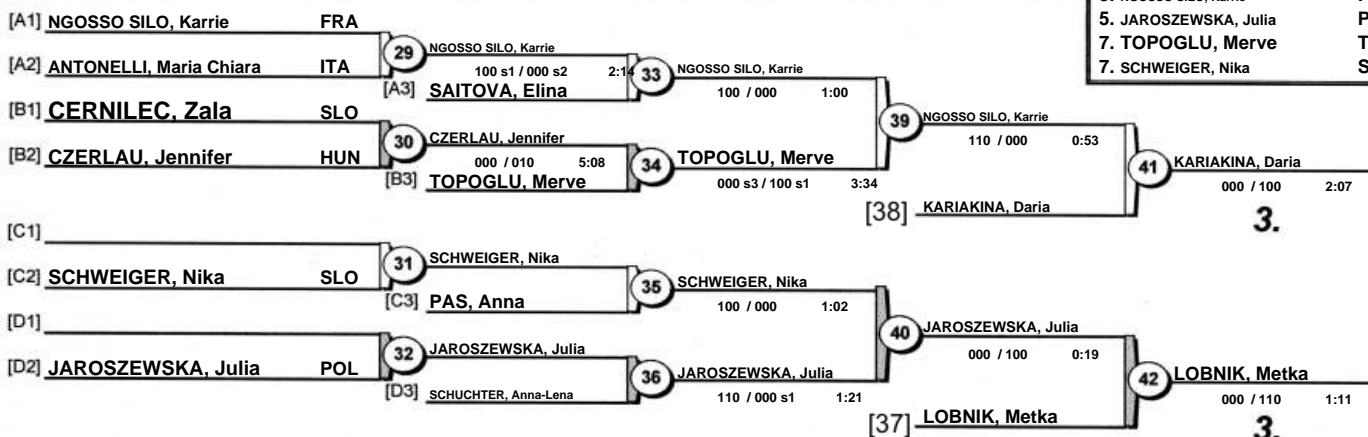 [A1] NGOSSO SILO, Karrie FRA
5. JAROSZEWSKA, Julia P
7. TOPOGLU, Merve T
7. SCHWEIGER, Nika S
29 NGOSSO SILO, Karrie
[A2] ANTONELLI, Maria Chiara ITA
100 s1 / 000 s2 2:14
33 NGOSSO SILO, Karrie
[A3] SAITOVA, Elina
100 / 000 1:00
[B1] CERNILEC, Zala SLO
39 NGOSSO SILO, Karrie
30 CZERLAU, Jennifer
110 / 000 0:53
[B2] CZERLAU, Jennifer HUN
000 / 010 5:08
34 TOPOGLU, Merve
41 KARIAKINA, Daria
[B3] TOPOGLU, Merve
000 s3 / 100 s1 3:34
000 / 100 2:07
[38] KARIAKINA, Daria
3.
[C1]
31 SCHWEIGER, Nika
[C2] SCHWEIGER, Nika SLO
35 SCHWEIGER, Nika
[C3] PAS, Anna
100 / 000 1:02
[D1]
40 JAROSZEWSKA, Julia
32 JAROSZEWSKA, Julia
000 / 100 0:19
[D2] JAROSZEWSKA, Julia POL
36 JAROSZEWSKA, Julia
42 LOBNIK, Metka
[D3] SCHUCHTER, Anna-Lena
110 / 000 s1 1:21
000 / 110 1:11
[37] LOBNIK, Metka
3.